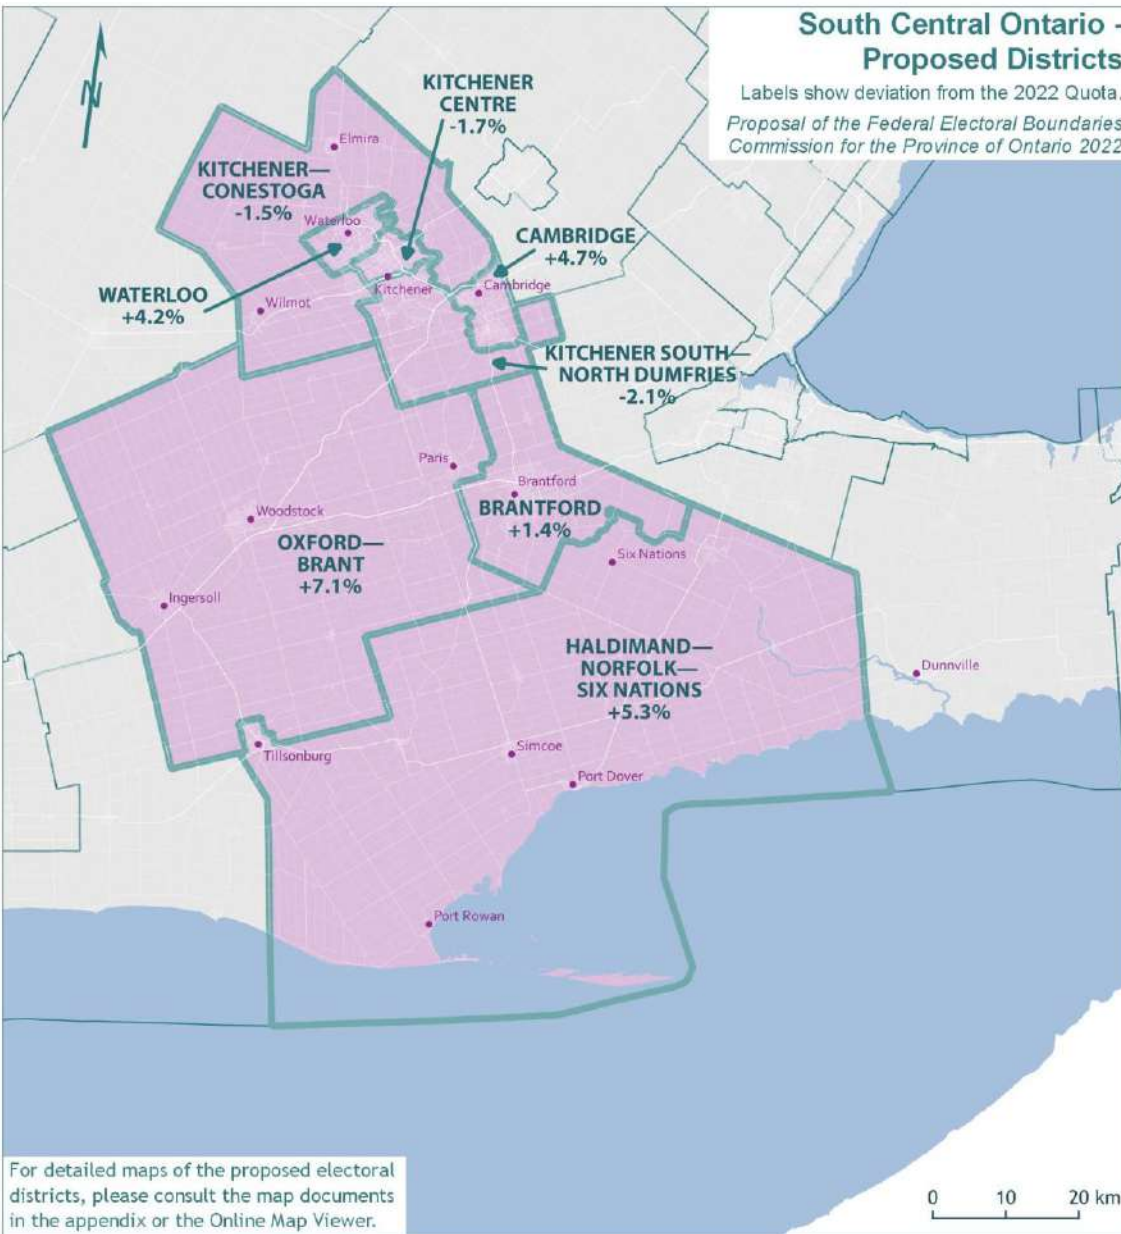 South Central Ontario -
Proposed Districts
Labels show deviation from the 2022 Quota.
Proposal of the Federal Electoral Boundaries
Commission for the Province of Ontario 2022
N
KITCHENER
CENTRE
-1.7%
Elmira
KITCHENER—
CONESTOGA
-1.5%
Waterloo
CAMBRIDGE
+4.7%
WATERLOO
+4.2%
Kitchener
Cambridge
Wilmot
KITCHENER SOUTH—
NORTH DUMFRIES
-2.1%
Paris
Brantford
BRANTFORD
+1.4%
Woodstock
OXFORD—
BRANT
+7.1%
Six Nations
Ingersoll
HALDIMAND—
NORFOLK—
SIX NATIONS
+5.3%
Dunnville
Tillsonburg
Simcoe
Port Dover
Port Rowan
For detailed maps of the proposed electoral
districts, please consult the map documents
in the appendix or the Online Map Viewer.
0 10 20 km